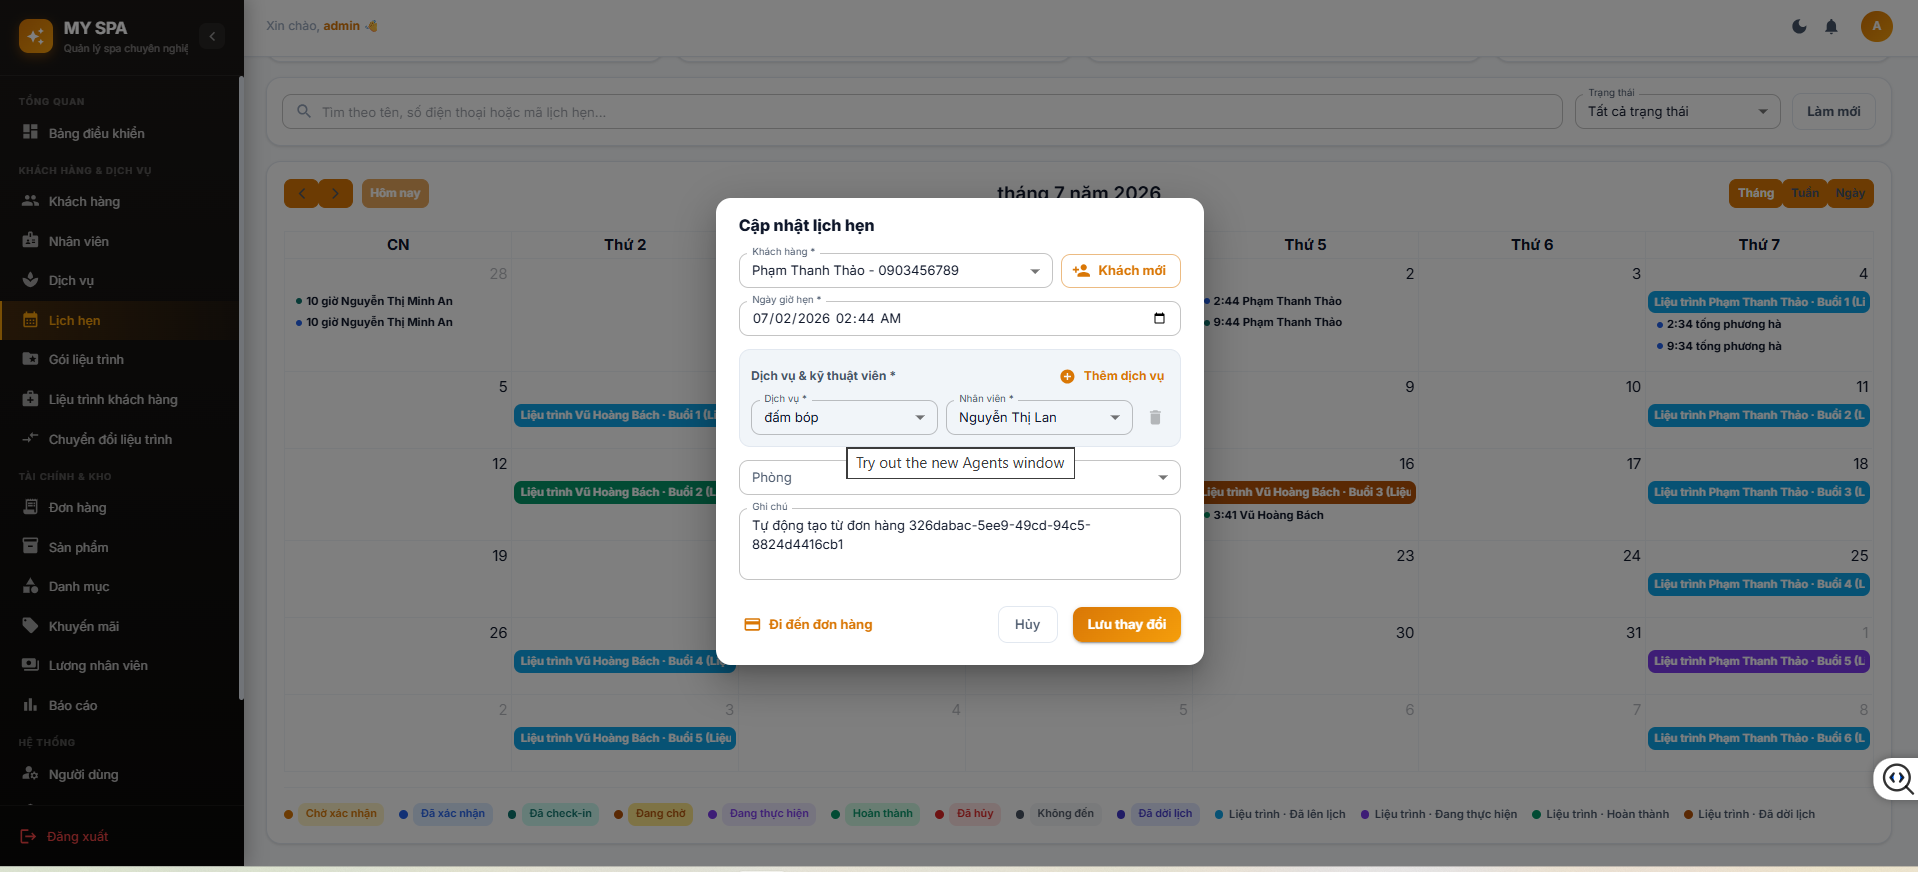 MY SPA
Quản lý spa chuyên nghiệ
TỔNG QUAN
Bảng điều khiển
KHÁCH HÀNG & DỊCH VỤ
Khách hàng
Nhân viên
Dịch vụ
Lịch hẹn
Gói liệu trình
Liệu trình khách hàng
Chuyển đổi liệu trình
TÀI CHÍNH & KHO
Đơn hàng
Sản phẩm
Danh mục
Khuyến mãi
Lương nhân viên
Báo cáo
HỆ THỐNG
Người dùng
Đăng xuất
Xin chào, admin 👋
A
Tìm theo tên, số điện thoại hoặc mã lịch hẹn...
Trạng thái
Tất cả trạng thái
Làm mới
Hôm nay
tháng 7 năm 2026
Tháng Tuần Ngày
CN Thứ 2 Thứ 5 Thứ 6 Thứ 7
28 2 3 4
10 giờ Nguyễn Thị Minh An
10 giờ Nguyễn Thị Minh An
2:44 Phạm Thanh Thảo
9:44 Phạm Thanh Thảo
Liệu trình Phạm Thanh Thảo · Buổi 1 (Li
2:34 tống phương hà
9:34 tống phương hà
5 9 10 11
Liệu trình Vũ Hoàng Bách · Buổi 1 (L
Liệu trình Phạm Thanh Thảo · Buổi 2 (L
12 16 17 18
Liệu trình Vũ Hoàng Bách · Buổi 2 (L
Liệu trình Vũ Hoàng Bách · Buổi 3 (Liệu
3:41 Vũ Hoàng Bách
Liệu trình Phạm Thanh Thảo · Buổi 3 (L
19 23 24 25
Liệu trình Phạm Thanh Thảo · Buổi 4 (L
26 30 31 1
Liệu trình Vũ Hoàng Bách · Buổi 4 (Liệ
Liệu trình Phạm Thanh Thảo · Buổi 5 (L
2 3 4 5 6 7 8
Liệu trình Vũ Hoàng Bách · Buổi 5 (Liệu
Liệu trình Phạm Thanh Thảo · Buổi 6 (L
Chờ xác nhận
Đã xác nhận
Đã check-in
Đang chờ
Đang thực hiện
Hoàn thành
Đã hủy
Không đến
Đã dời lịch
Liệu trình · Đã lên lịch
Liệu trình · Đang thực hiện
Liệu trình · Hoàn thành
Liệu trình · Đã dời lịch
Cập nhật lịch hẹn
Khách hàng *
Phạm Thanh Thảo - 0903456789
Khách mới
Ngày giờ hẹn *
07/02/2026 02:44 AM
Dịch vụ & kỹ thuật viên *
Thêm dịch vụ
Dịch vụ *
đấm bóp
Nhân viên *
Nguyễn Thị Lan
Try out the new Agents window
Phòng
Ghi chú
Tự động tạo từ đơn hàng 326dabac-5ee9-49cd-94c5-
8824d4416cb1
Đi đến đơn hàng
Hủy
Lưu thay đổi